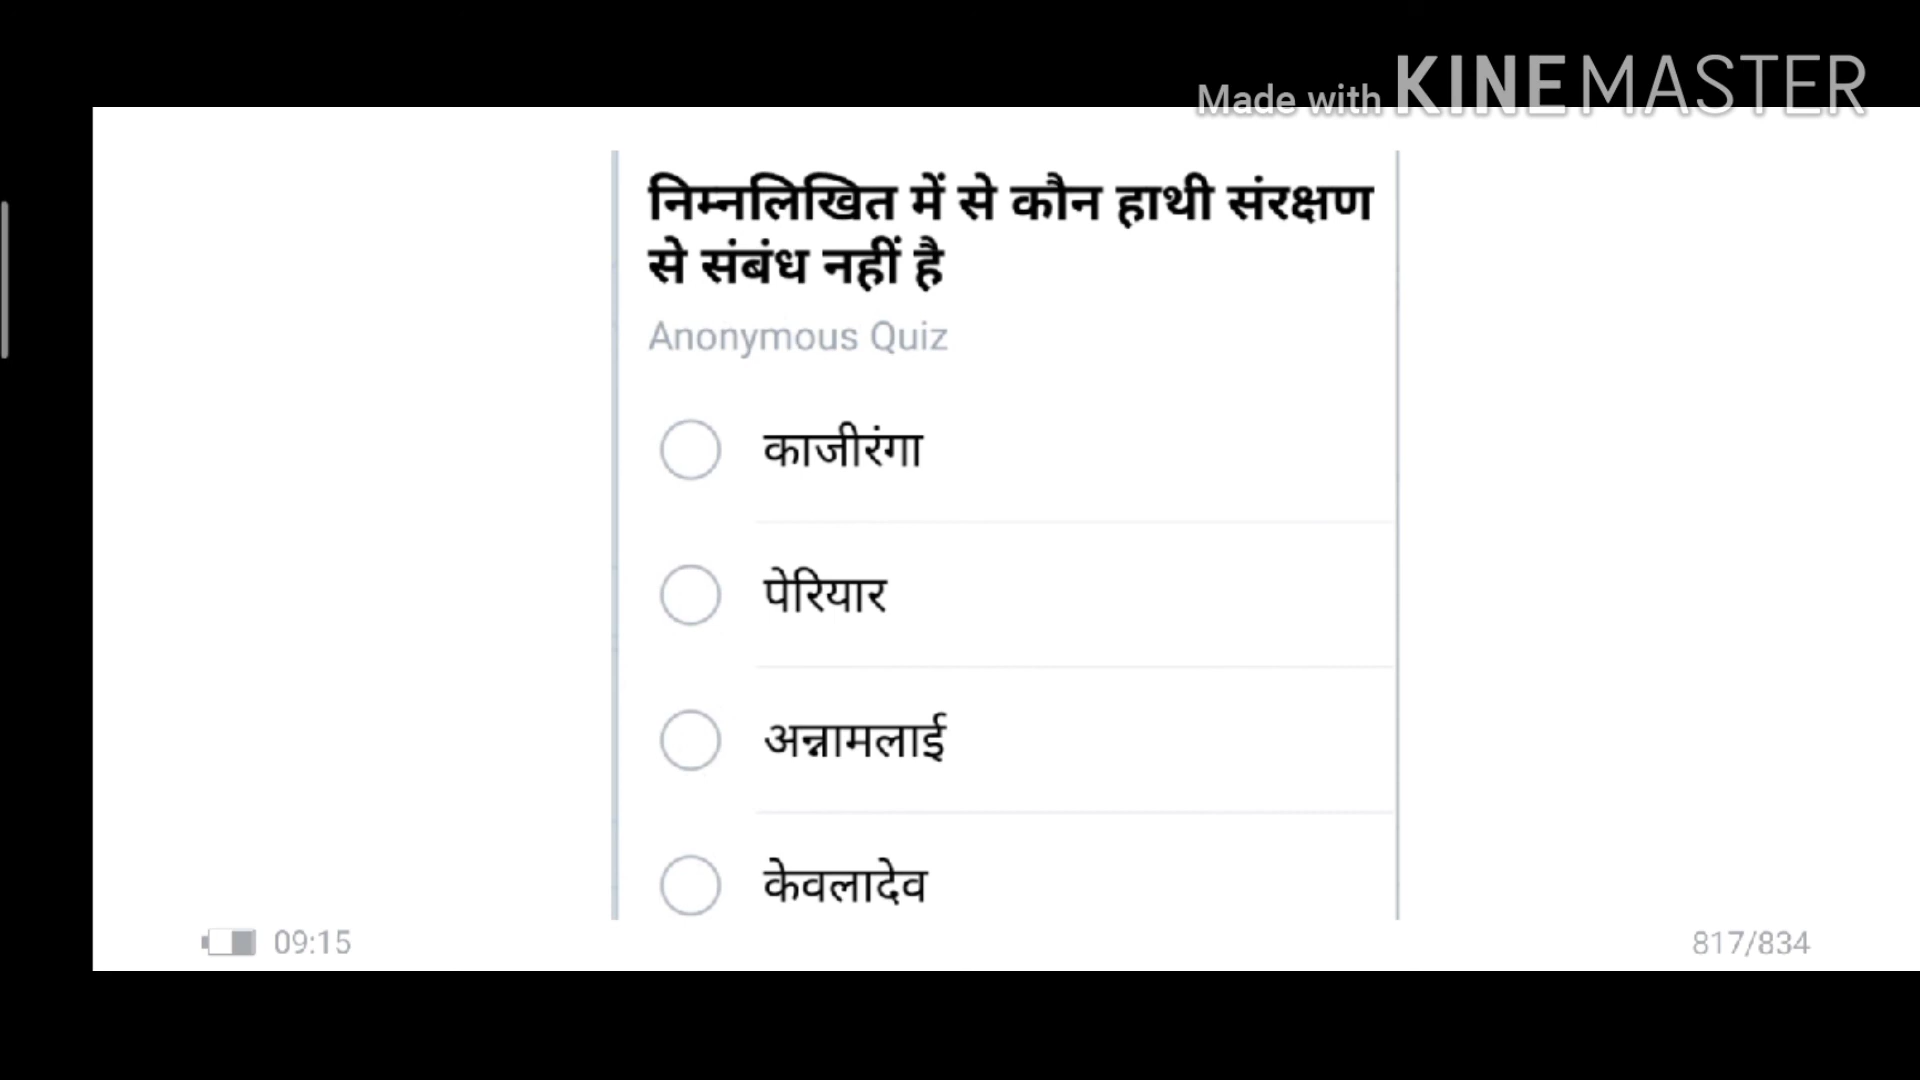 Made with KINEMASTER
निम्नलिखित में से कौन हाथी संरक्षण
से संबंध नहीं है
Anonymous Quiz
काजीरंगा
पेरियार
अन्नामलाई
केवलादेव
09:15
817/834